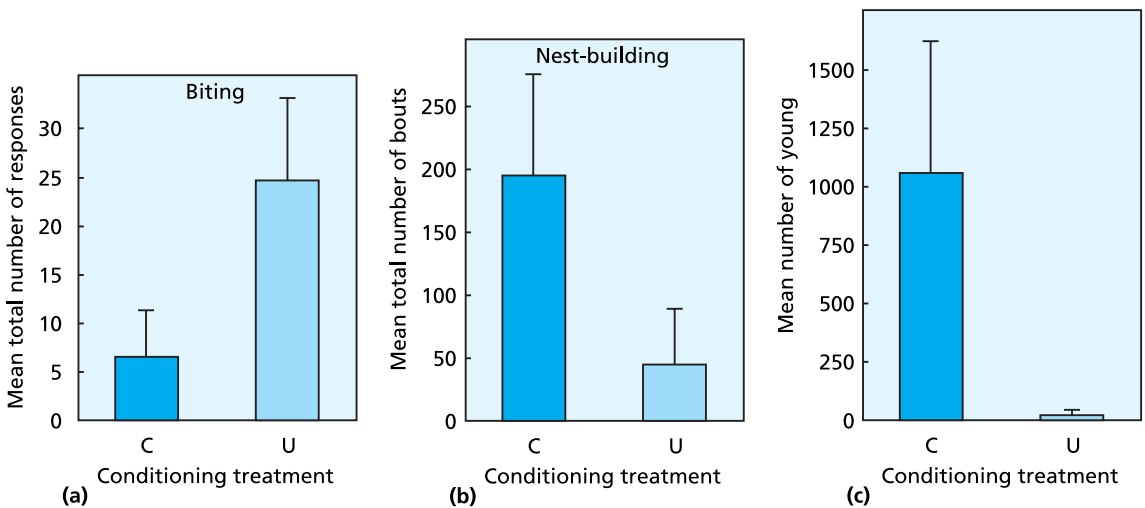 Mean total number of responses
Biting
30
25
20
15
10
5
0
C
U
Conditioning treatment
(a)
Mean total number of bouts
Nest-building
250
200
150
100
50
0
C
U
Conditioning treatment
(b)
Mean number of young
1500
1250
1000
750
500
250
0
C
U
Conditioning treatment
(c)